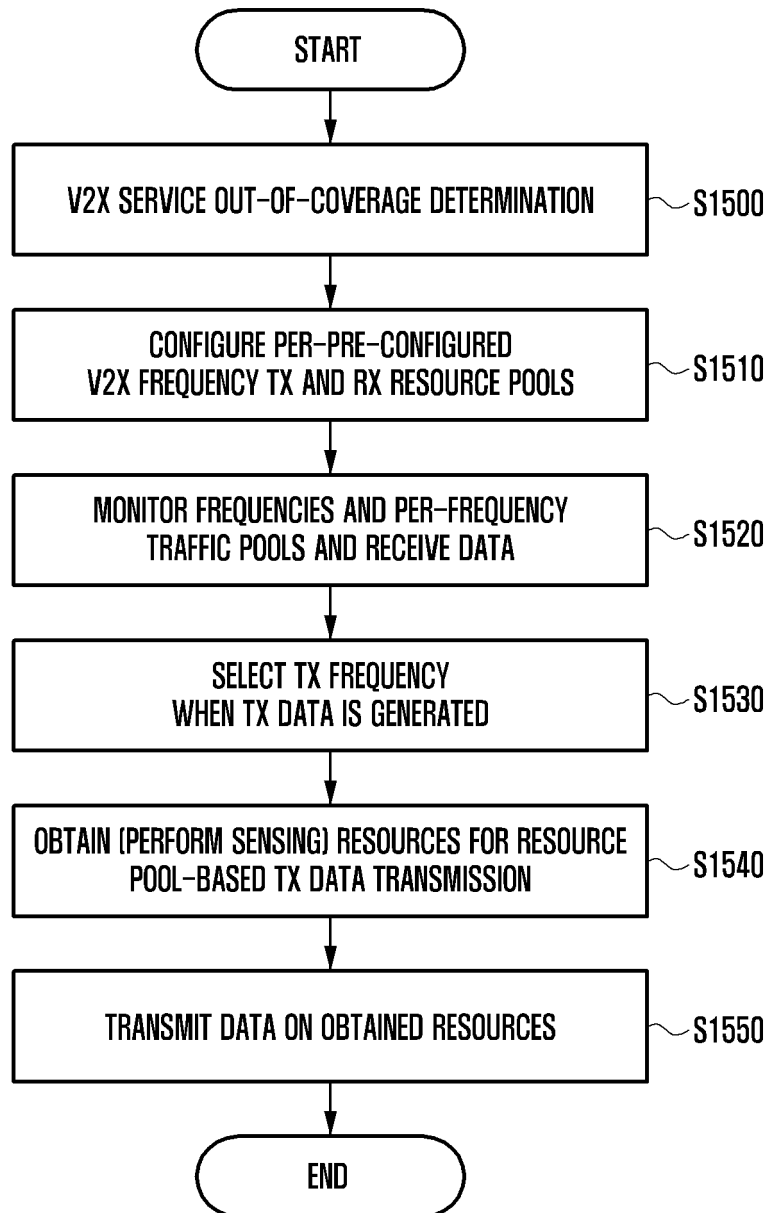 START
V2X SERVICE OUT-OF-COVERAGE DETERMINATION
S1500
CONFIGURE PER-PRE-CONFIGURED
V2X FREQUENCY TX AND RX RESOURCE POOLS
S1510
MONITOR FREQUENCIES AND PER-FREQUENCY
TRAFFIC POOLS AND RECEIVE DATA
S1520
SELECT TX FREQUENCY
WHEN TX DATA IS GENERATED
S1530
OBTAIN (PERFORM SENSING) RESOURCES FOR RESOURCE
POOL-BASED TX DATA TRANSMISSION
S1540
TRANSMIT DATA ON OBTAINED RESOURCES
S1550
END